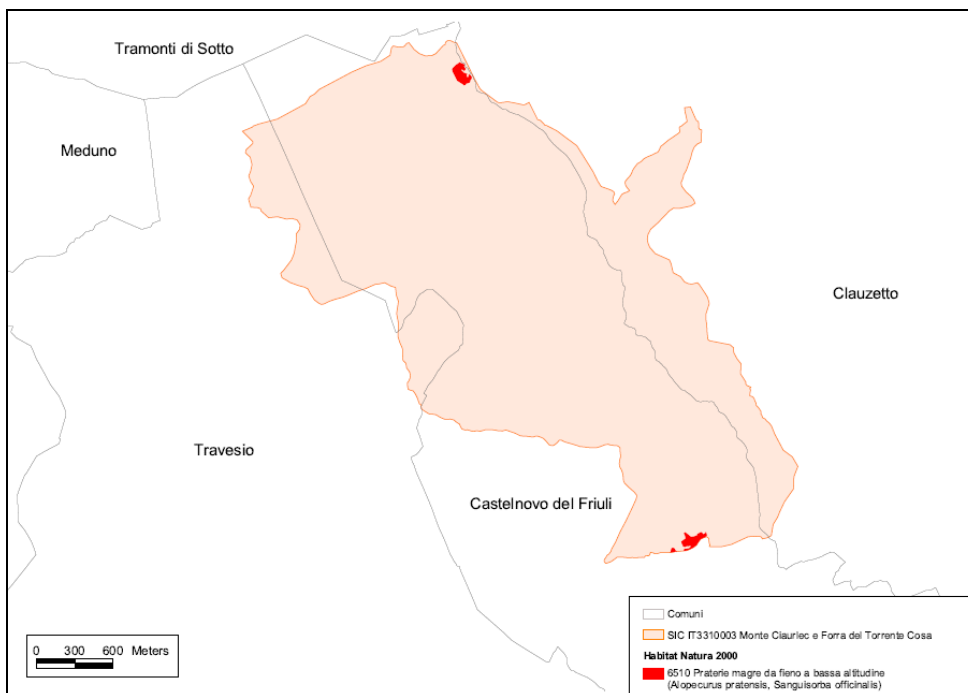 Tramonti di Sotto
Meduno
Clauzetto
Travesio
Castelnovo del Friuli
0 300 600 Meters
Comuni
SIC IT3310003 Monte Clauriec e Forra del Torrente Cosa
Habitat Natura 2000
6510 Praterie magre da fieno a bassa altitudine
(Alopecurus pratensis, Sanguisorba officinalis)